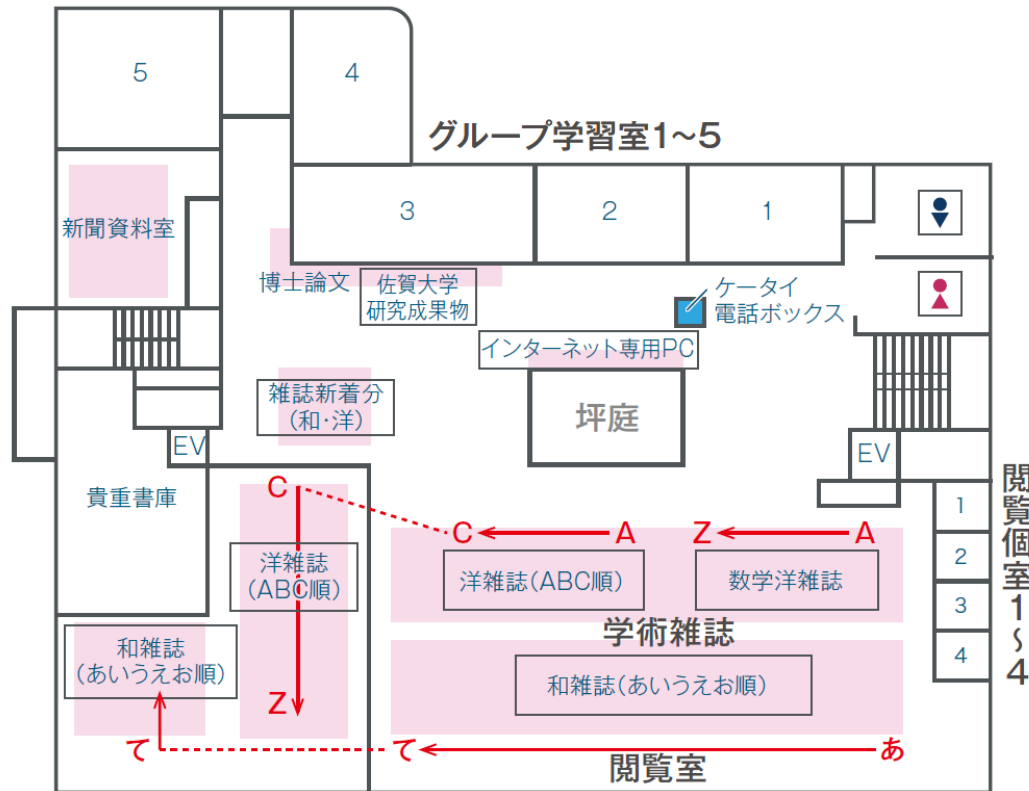 5
4
グループ学習室1~5
3
2
1
新聞資料室
博士論文
佐賀大学
研究成果物
ケータイ
電話ボックス
インターネット専用PC
雑誌新着分
(和・洋)
坪庭
EV
EV
貴重書庫
閲覧個室1~4
1
2
3
4
C
C
A
Z
A
洋雑誌
(ABC順)
洋雑誌(ABC順)
数学洋雑誌
学術雑誌
和雑誌
(あいうえお順)
和雑誌(あいうえお順)
Z
て
て
あ
閲覧室